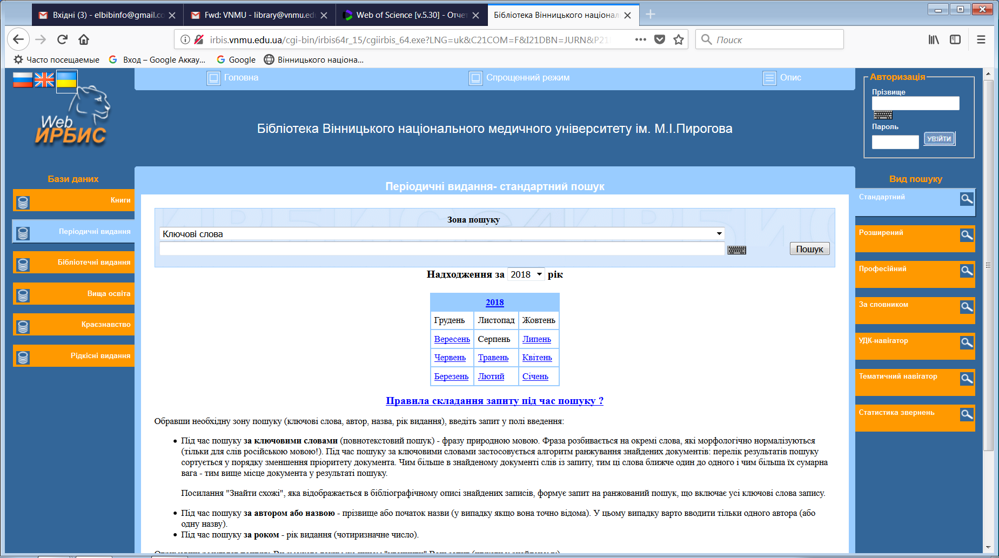 Вхідні (3) - elbibinfo@gmail.co
Fwd: VNMU - library@vnmu.edu
Web of Science [v.5.30] - Отчет
Бібліотека Вінницького націонал
irbis.vnmu.edu.ua/cgi-bin/irbis64r_15/cgiirbis_64.exe?LNG=uk&C21COM=F&I21DBN=JURN&P21
Поиск
Часто посещаемые
Вход – Google Аккау...
Google
Вінницького націона...
Головна
Спрощенний режим
Опис
Web
ИРБИС
Бібліотека Вінницького національного медичного університету ім. М.І.Пирогова
Авторизація
Прізвище
Пароль
УВІЙТИ
Бази даних
Книги
Періодичні видання
Бібліотечні видання
Вища освіта
Краєзнавство
Рідкісні видання
Періодичні видання- стандартний пошук
Зона пошуку
Ключові слова
Пошук
Надходження за 2018 рік
2018
Грудень Листопад Жовтень
Вересень Серпень Липень
Червень Травень Квітень
Березень Лютий Січень
Правила складання запиту під час пошуку ?
Обравши необхідну зону пошуку (ключові слова, автор, назва, рік видання), введіть запит у полі введення:
Під час пошуку за ключовими словами (повнотекстовий пошук) - фразу природною мовою. Фраза розбивається на окремі слова, які морфологічно нормалізуються
(тільки для слів російською мовою!). Під час пошуку за ключовими словами застосовується алгоритм ранжування знайдених документів: перелік результатів пошуку
сортується у порядку зменшення пріоритету документа. Чим більше в знайденому документі слів із запиту, тим ці слова ближче один до одного і чим більша їх сумарна
вага - тим вище місце документа у результаті пошуку.
Посилання "Знайти схожі", яка відображається в бібліографічному описі знайдених записів, формує запит на ранжований пошук, що включає усі ключові слова запису.
Під час пошуку за автором або назвою - прізвище або початок назви (у випадку якщо вона точно відома). У цьому випадку варто вводити тільки одного автора (або
одну назву).
Під час пошуку за роком - рік видання (чотиризначне число).
Вид пошуку
Стандартний
Розширений
Професійний
За словником
УДК-навігатор
Тематичний навігатор
Статистика звернень